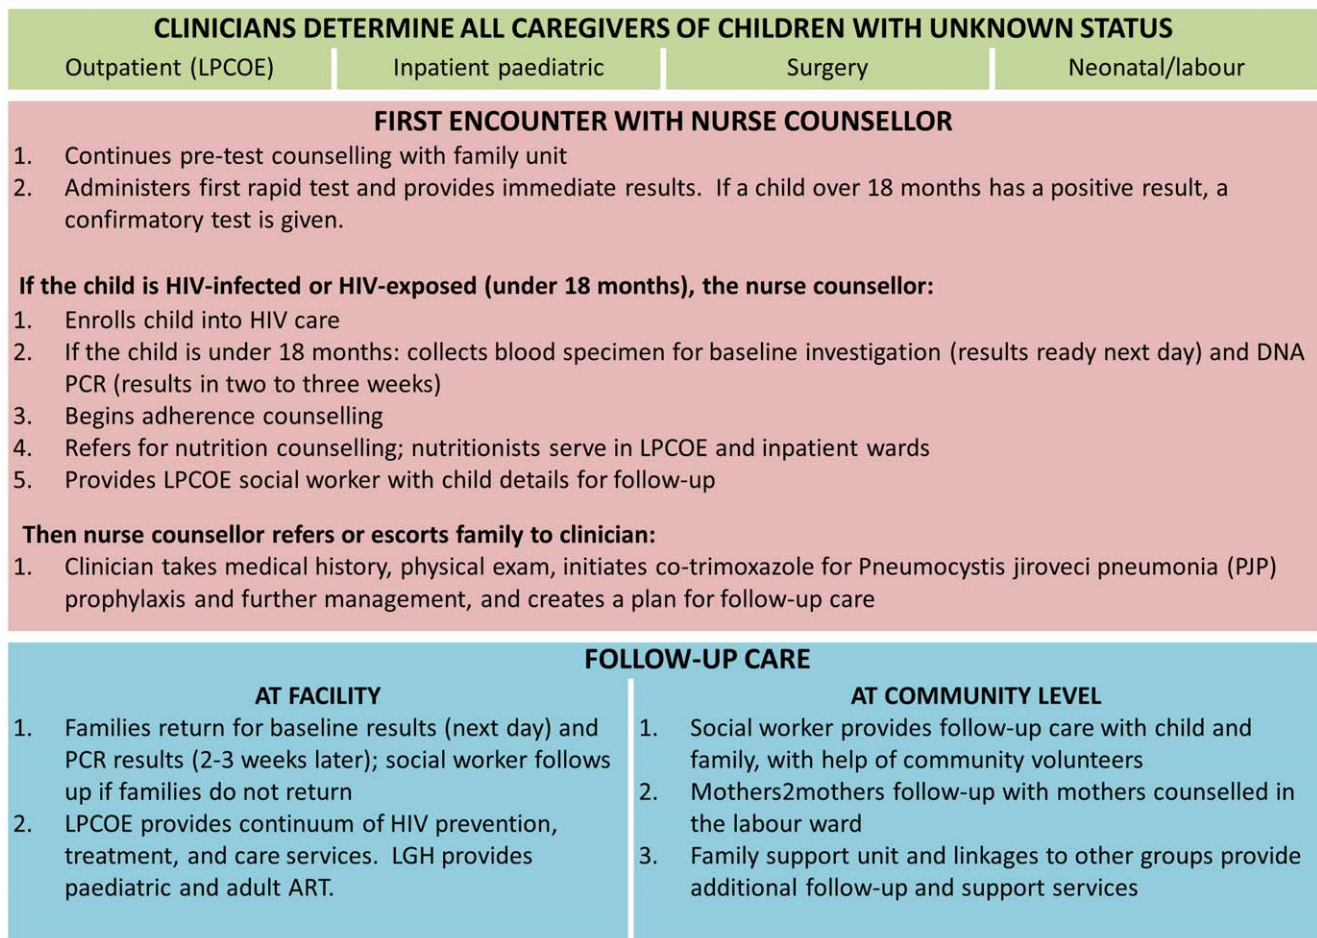 CLINICIANS DETERMINE ALL CAREGIVERS OF CHILDREN WITH UNKNOWN STATUS
Outpatient (LPCOE)
Inpatient paediatric
Surgery
Neonatal/labour
FIRST ENCOUNTER WITH NURSE COUNSELLOR
1. Continues pre-test counselling with family unit
2. Administers first rapid test and provides immediate results. If a child over 18 months has a positive result, a
confirmatory test is given.
If the child is HIV-infected or HIV-exposed (under 18 months), the nurse counsellor:
1. Enrolls child into HIV care
2. If the child is under 18 months: collects blood specimen for baseline investigation (results ready next day) and DNA
PCR (results in two to three weeks)
3. Begins adherence counselling
4. Refers for nutrition counselling; nutritionists serve in LPCOE and inpatient wards
5. Provides LPCOE social worker with child details for follow-up
Then nurse counsellor refers or escorts family to clinician:
1. Clinician takes medical history, physical exam, initiates co-trimoxazole for Pneumocystis jiroveci pneumonia (PJP)
prophylaxis and further management, and creates a plan for follow-up care
FOLLOW-UP CARE
AT FACILITY
1. Families return for baseline results (next day) and
PCR results (2-3 weeks later); social worker follows
up if families do not return
2. LPCOE provides continuum of HIV prevention,
treatment, and care services. LGH provides
paediatric and adult ART.
AT COMMUNITY LEVEL
1. Social worker provides follow-up care with child and
family, with help of community volunteers
2. Mothers2mothers follow-up with mothers counselled in
the labour ward
3. Family support unit and linkages to other groups provide
additional follow-up and support services